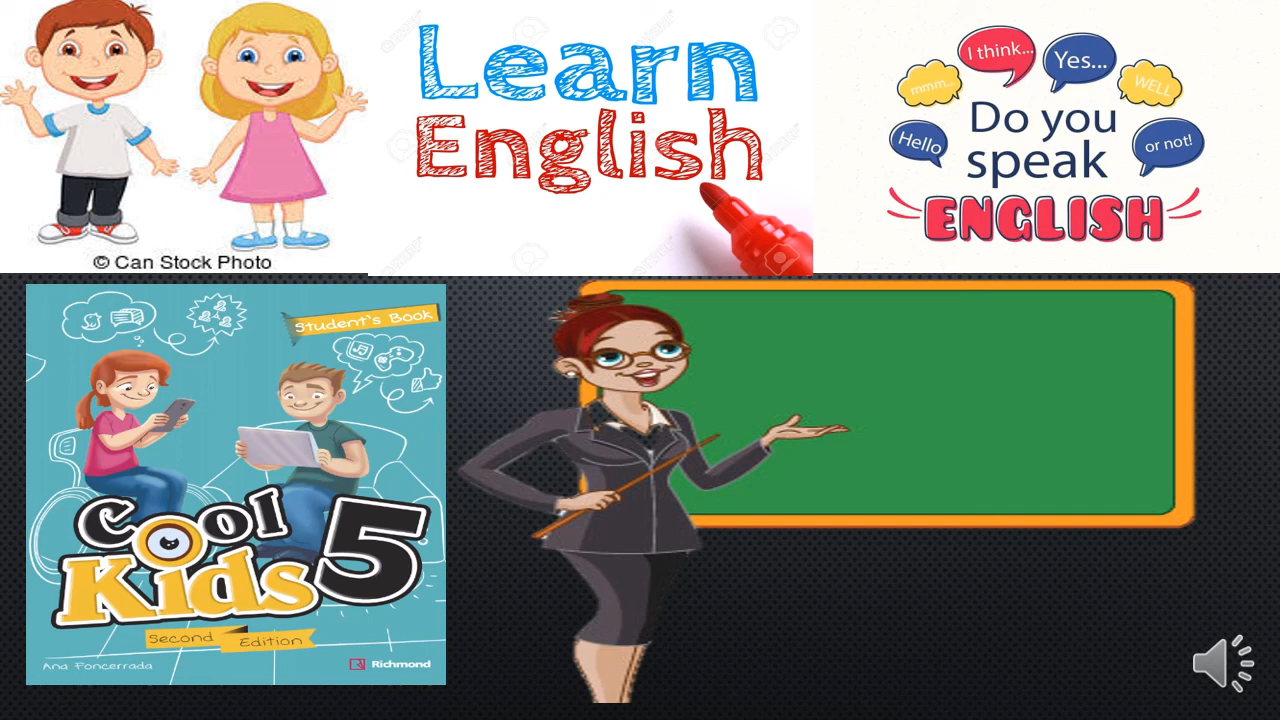 © Can Stock Photo
Learn
English
mmm...
I think...
Yes...
WELL
Hello
Do you
speak
or not!
ENGLISH
Student's Book
Cool
Kids 5
Second
Edition
Ana Foncerrada
Richmond